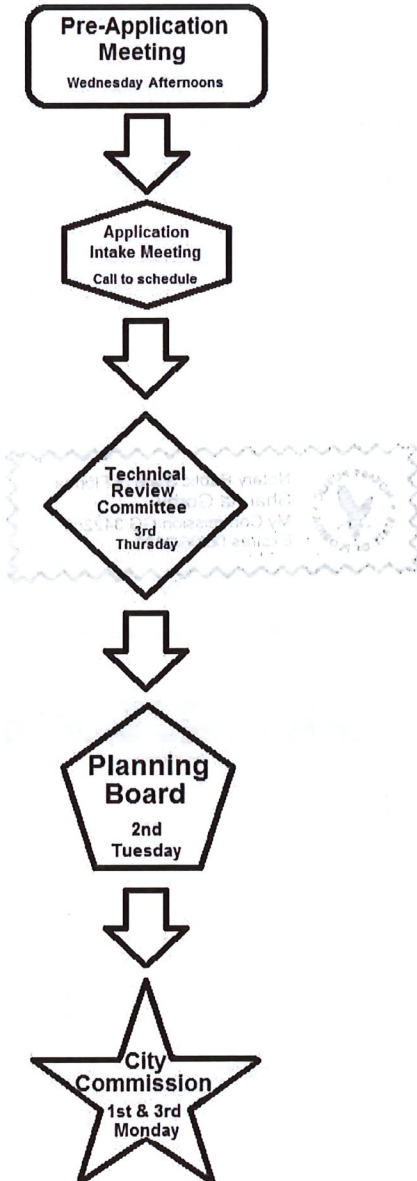 Pre-Application
Meeting
Wednesday Afternoons
Application
Intake Meeting
Call to schedule
Technical
Review
Committee
3rd
Thursday
Planning
Board
2nd
Tuesday
City
Commission
1st & 3rd
Monday